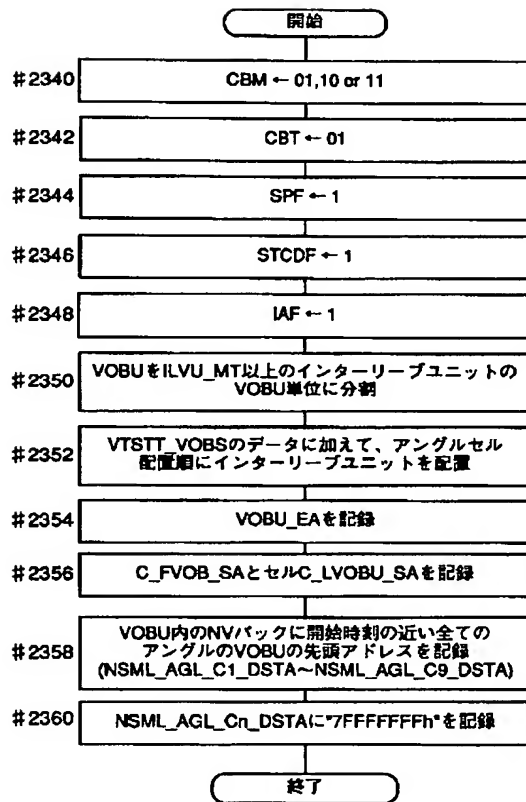 開始
#2340
CBM ← 01,10 or 11
#2342
CBT ← 01
#2344
SPF ← 1
#2346
STCDF ← 1
#2348
IAF ← 1
#2350
VOBUをILVU_MT以上のインターリーブユニットの
VOBU単位に分割
#2352
VTSTT_VOBSのデータに加えて、アングルセル
配置順にインターリーブユニットを配置
#2354
VOBU_EAを記録
#2356
C_FVOB_SAとセルC_LVOBU_SAを記録
#2358
VOBU内のNVパックに開始時刻の近い全ての
アングルのVOBUの先頭アドレスを記録
(NSML_AGL_C1_DSTA～NSML_AGL_C9_DSTA)
#2360
NSML_AGL_Cn_DSTAに"7FFFFFFFh"を記録
終了